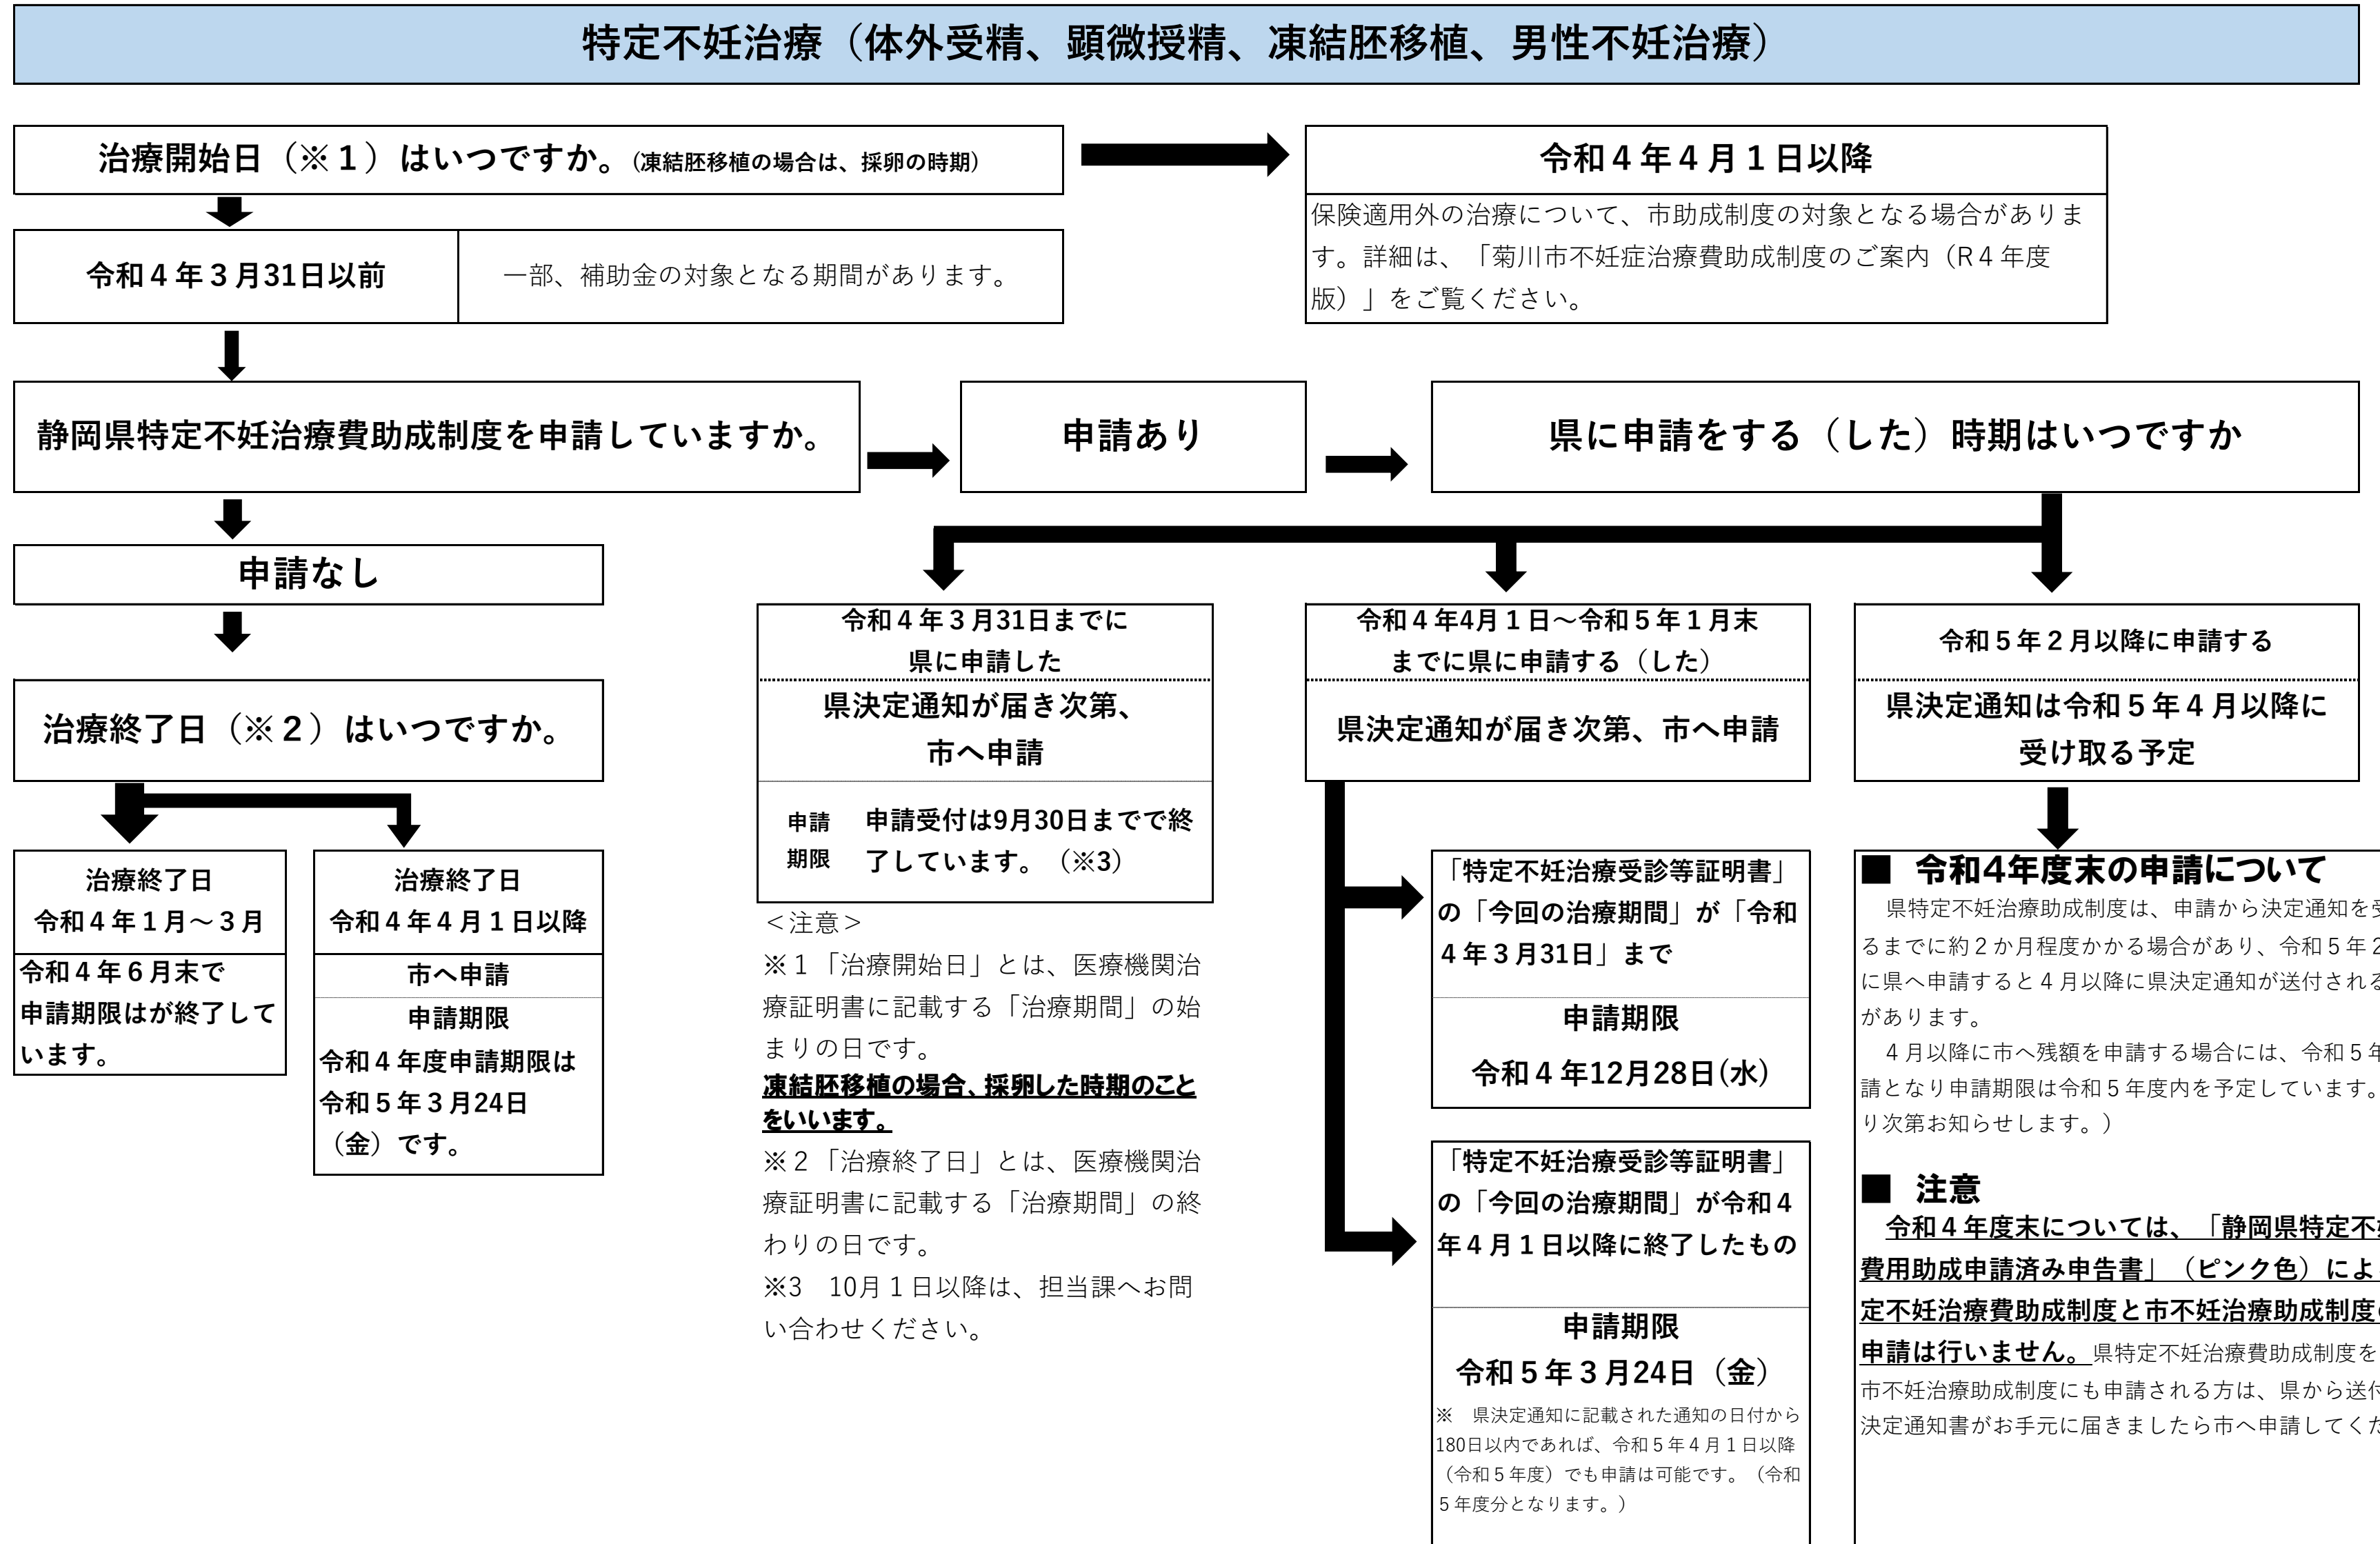 特定不妊治療（体外受精、顕微授精、凍結胚移植、男性不妊治療）
治療開始日（※１）はいつですか。(凍結胚移植の場合は、採卵の時期)
令和４年４月１日以降
保険適用外の治療について、市助成制度の対象となる場合がありま
す。詳細は、「菊川市不妊症治療費助成制度のご案内（R４年度
版）」をご覧ください。
令和４年３月31日以前
一部、補助金の対象となる期間があります。
静岡県特定不妊治療費助成制度を申請していますか。
申請あり
県に申請をする（した）時期はいつですか
申請なし
治療終了日（※２）はいつですか。
治療終了日
令和４年１月～３月
令和４年６月末で
申請期限はが終了して
います。
治療終了日
令和４年４月１日以降
市へ申請
申請期限
令和４年度申請期限は
令和５年３月24日
（金）です。
令和４年３月31日までに
県に申請した
県決定通知が届き次第、
市へ申請
申請
期限
申請受付は9月30日までで終
了しています。（※3）
＜注意＞
※１「治療開始日」とは、医療機関治
療証明書に記載する「治療期間」の始
まりの日です。
凍結胚移植の場合、採卵した時期のこと
をいいます。
※２「治療終了日」とは、医療機関治
療証明書に記載する「治療期間」の終
わりの日です。
※3　10月１日以降は、担当課へお問
い合わせください。
令和４年4月１日～令和５年１月末
までに県に申請する（した）
県決定通知が届き次第、市へ申請
「特定不妊治療受診等証明書」
の「今回の治療期間」が「令和
４年３月31日」まで
申請期限
令和４年12月28日(水)
「特定不妊治療受診等証明書」
の「今回の治療期間」が令和４
年４月１日以降に終了したもの
申請期限
令和５年３月24日（金）
※　県決定通知に記載された通知の日付から
180日以内であれば、令和５年４月１日以降
（令和５年度）でも申請は可能です。（令和
５年度分となります。）
令和５年２月以降に申請する
県決定通知は令和５年４月以降に
受け取る予定
■　令和4年度末の申請について
県特定不妊治療助成制度は、申請から決定通知を
るまでに約２か月程度かかる場合があり、令和５年２
に県へ申請すると４月以降に県決定通知が送付される
があります。
４月以降に市へ残額を申請する場合には、令和５年
請となり申請期限は令和５年度内を予定しています。
り次第お知らせします。）
■　注意
令和４年度末については、「静岡県特定不
費用助成申請済み申告書」（ピンク色）によ
定不妊治療費助成制度と市不妊治療助成制度
申請は行いません。県特定不妊治療費助成制度を
市不妊治療助成制度にも申請される方は、県から送
決定通知書がお手元に届きましたら市へ申請してく